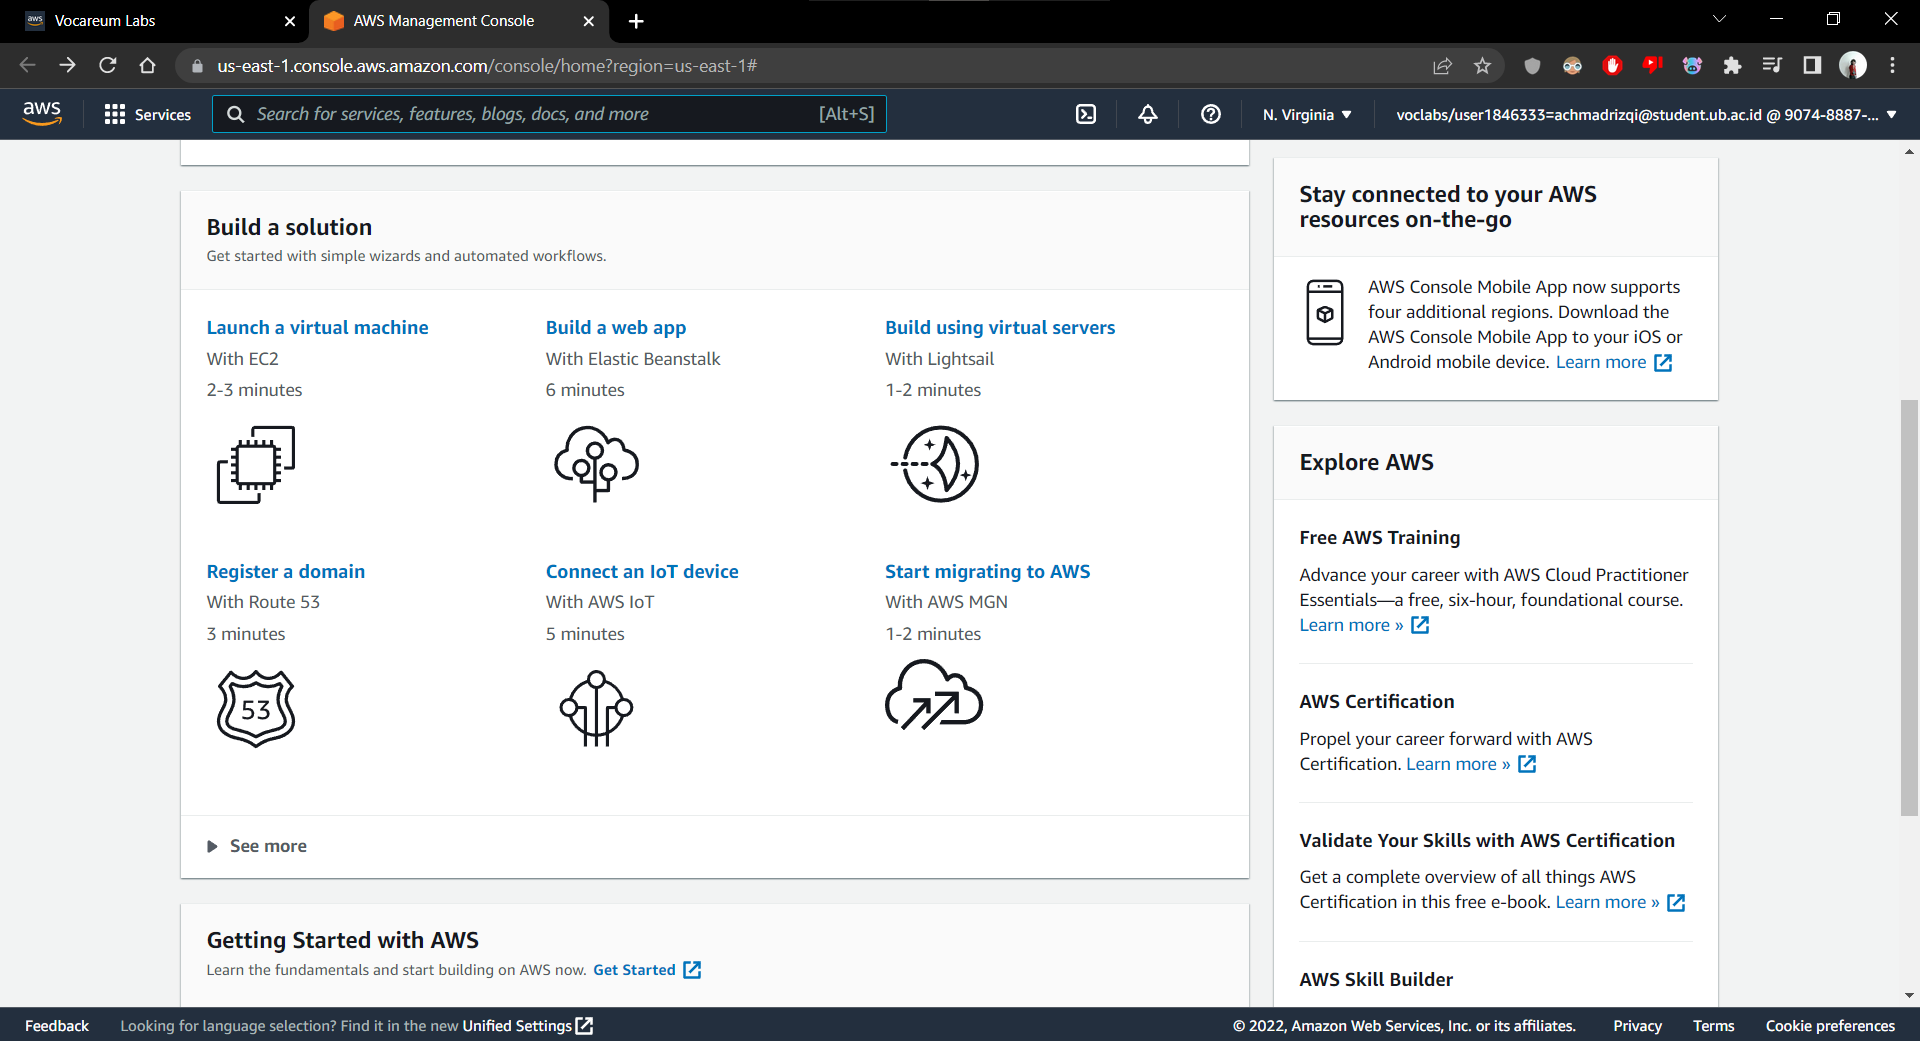 aws Vocareum Labs
AWS Management Console
us-east-1.console.aws.amazon.com/console/home?region=us-east-1#
aws
Services
Search for services, features, blogs, docs, and more
[Alt+S]
N. Virginia
voclabs/user1846333=achmadrizqi@student.ub.ac.id @ 9074-8887-...
Build a solution
Get started with simple wizards and automated workflows.
Launch a virtual machine
With EC2
2-3 minutes
Build a web app
With Elastic Beanstalk
6 minutes
Build using virtual servers
With Lightsail
1-2 minutes
Register a domain
With Route 53
3 minutes
53
Connect an IoT device
With AWS IoT
5 minutes
Start migrating to AWS
With AWS MGN
1-2 minutes
See more
Getting Started with AWS
Learn the fundamentals and start building on AWS now. Get Started
Stay connected to your AWS
resources on-the-go
AWS Console Mobile App now supports
four additional regions. Download the
AWS Console Mobile App to your iOS or
Android mobile device. Learn more
Explore AWS
Free AWS Training
Advance your career with AWS Cloud Practitioner
Essentials—a free, six-hour, foundational course.
Learn more »
AWS Certification
Propel your career forward with AWS
Certification. Learn more »
Validate Your Skills with AWS Certification
Get a complete overview of all things AWS
Certification in this free e-book. Learn more »
AWS Skill Builder
Feedback
Looking for language selection? Find it in the new Unified Settings
© 2022, Amazon Web Services, Inc. or its affiliates.
Privacy
Terms
Cookie preferences